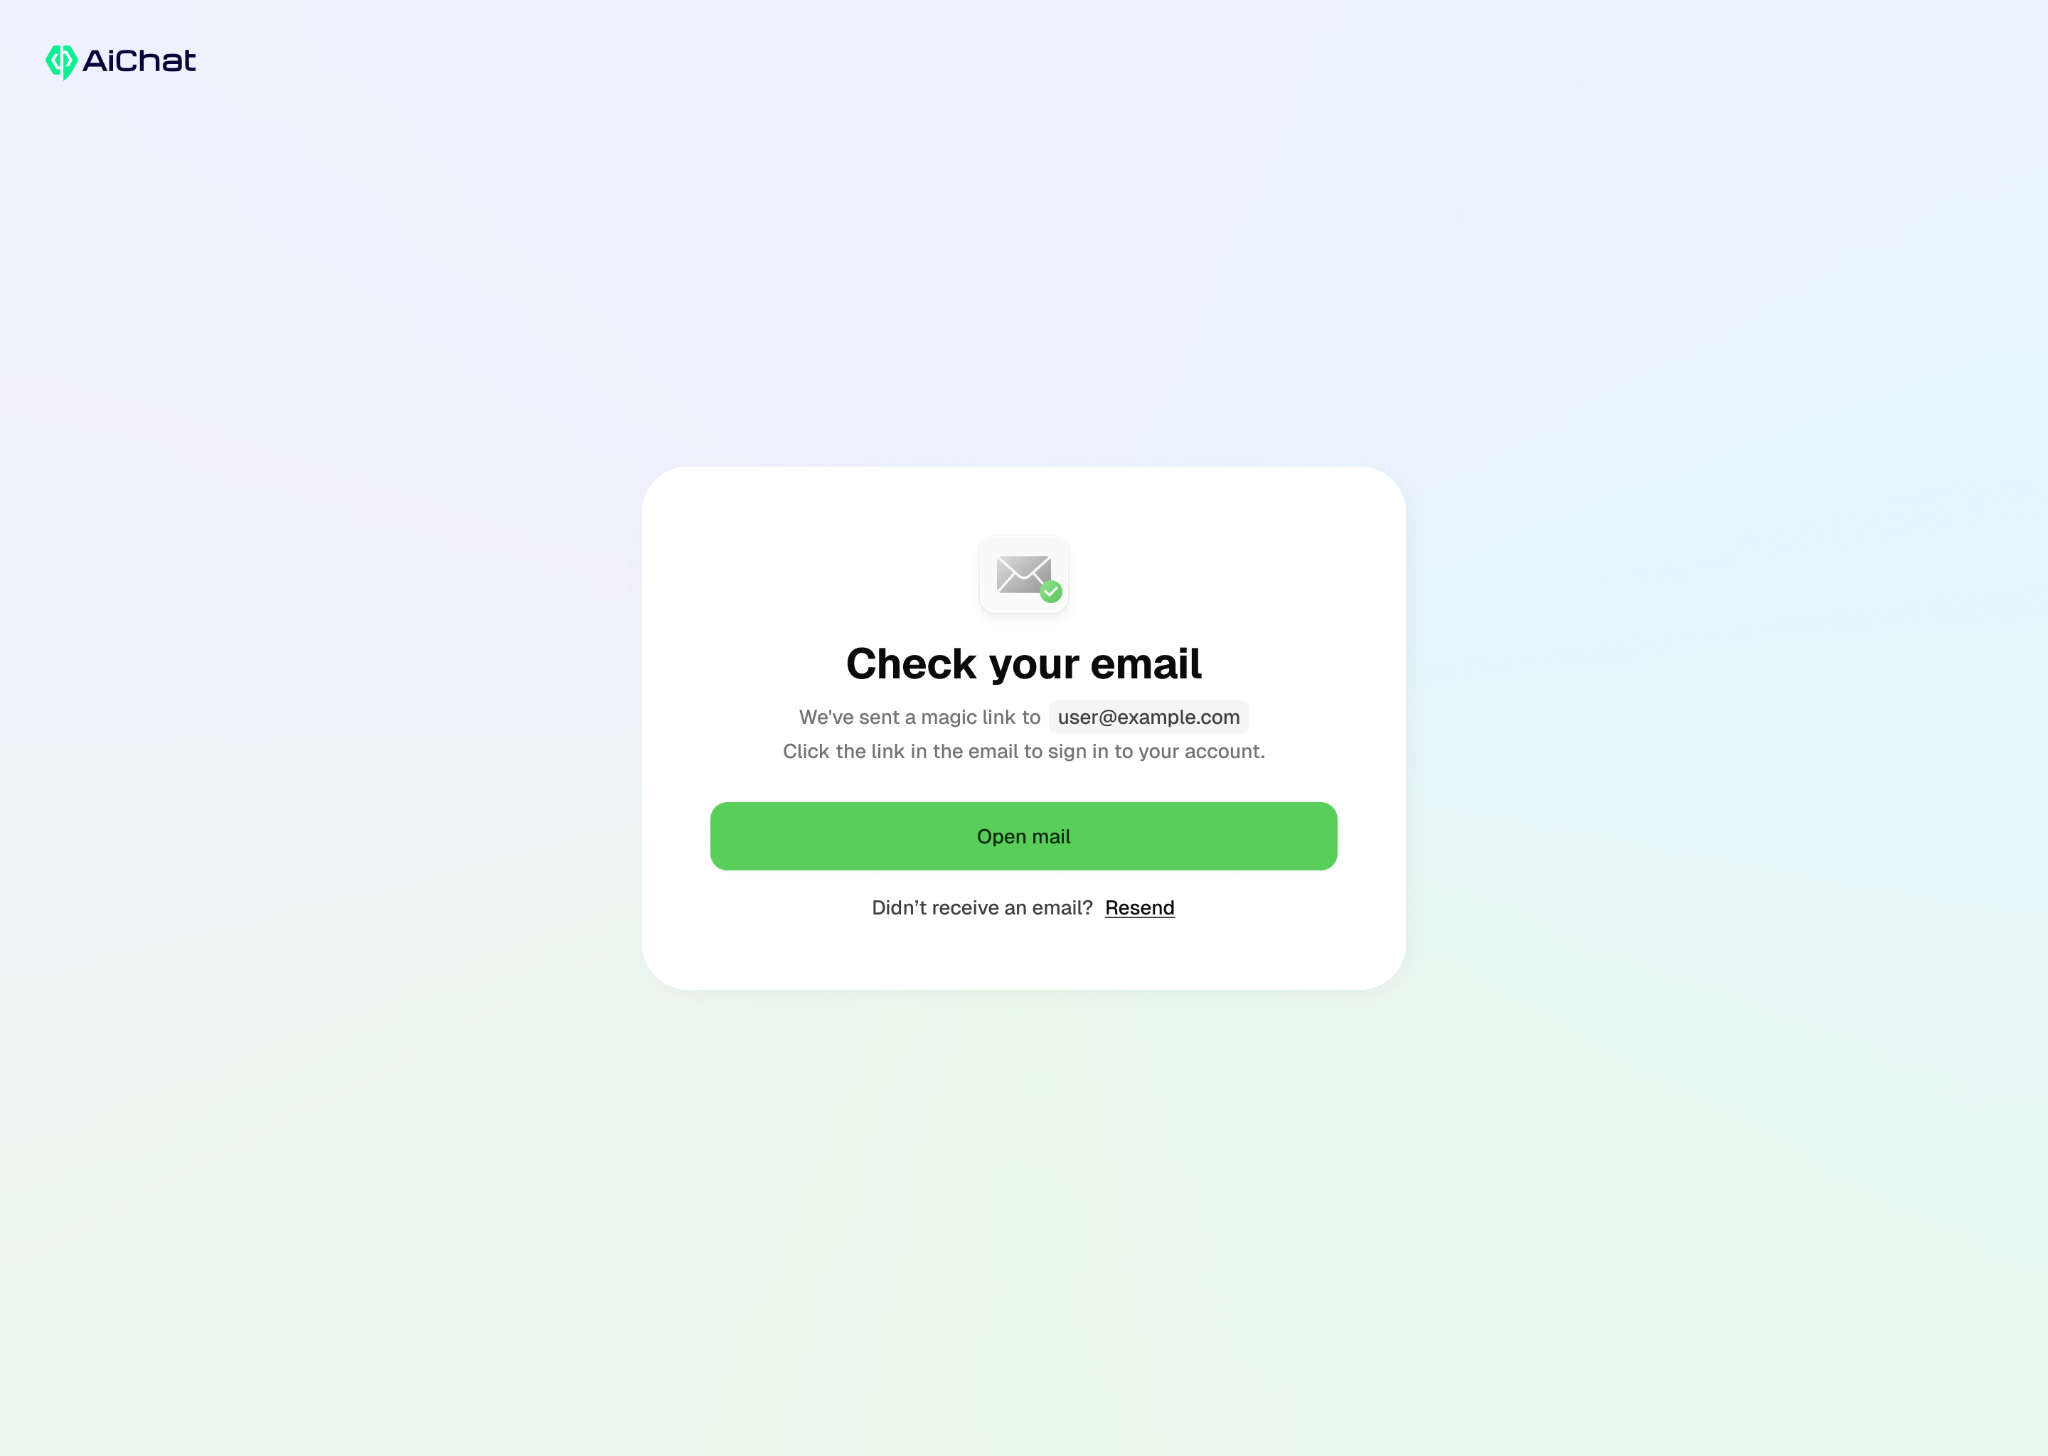 AiChat
Check your email
We've sent a magic link to user@example.com
Click the link in the email to sign in to your account.
Open mail
Didn’t receive an email? Resend